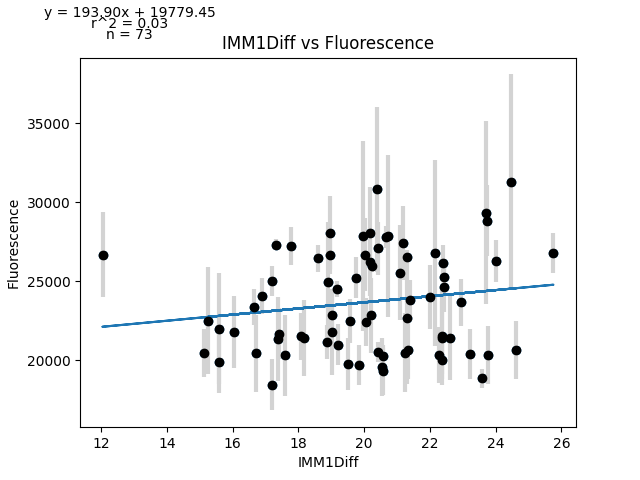 y = 193.90x + 19779.45
r^2 = 0.03
n = 73
IMM1Diff vs Fluorescence
Fluorescence
35000
30000
25000
20000
12 14 16 18 20 22 24 26
IMM1Diff